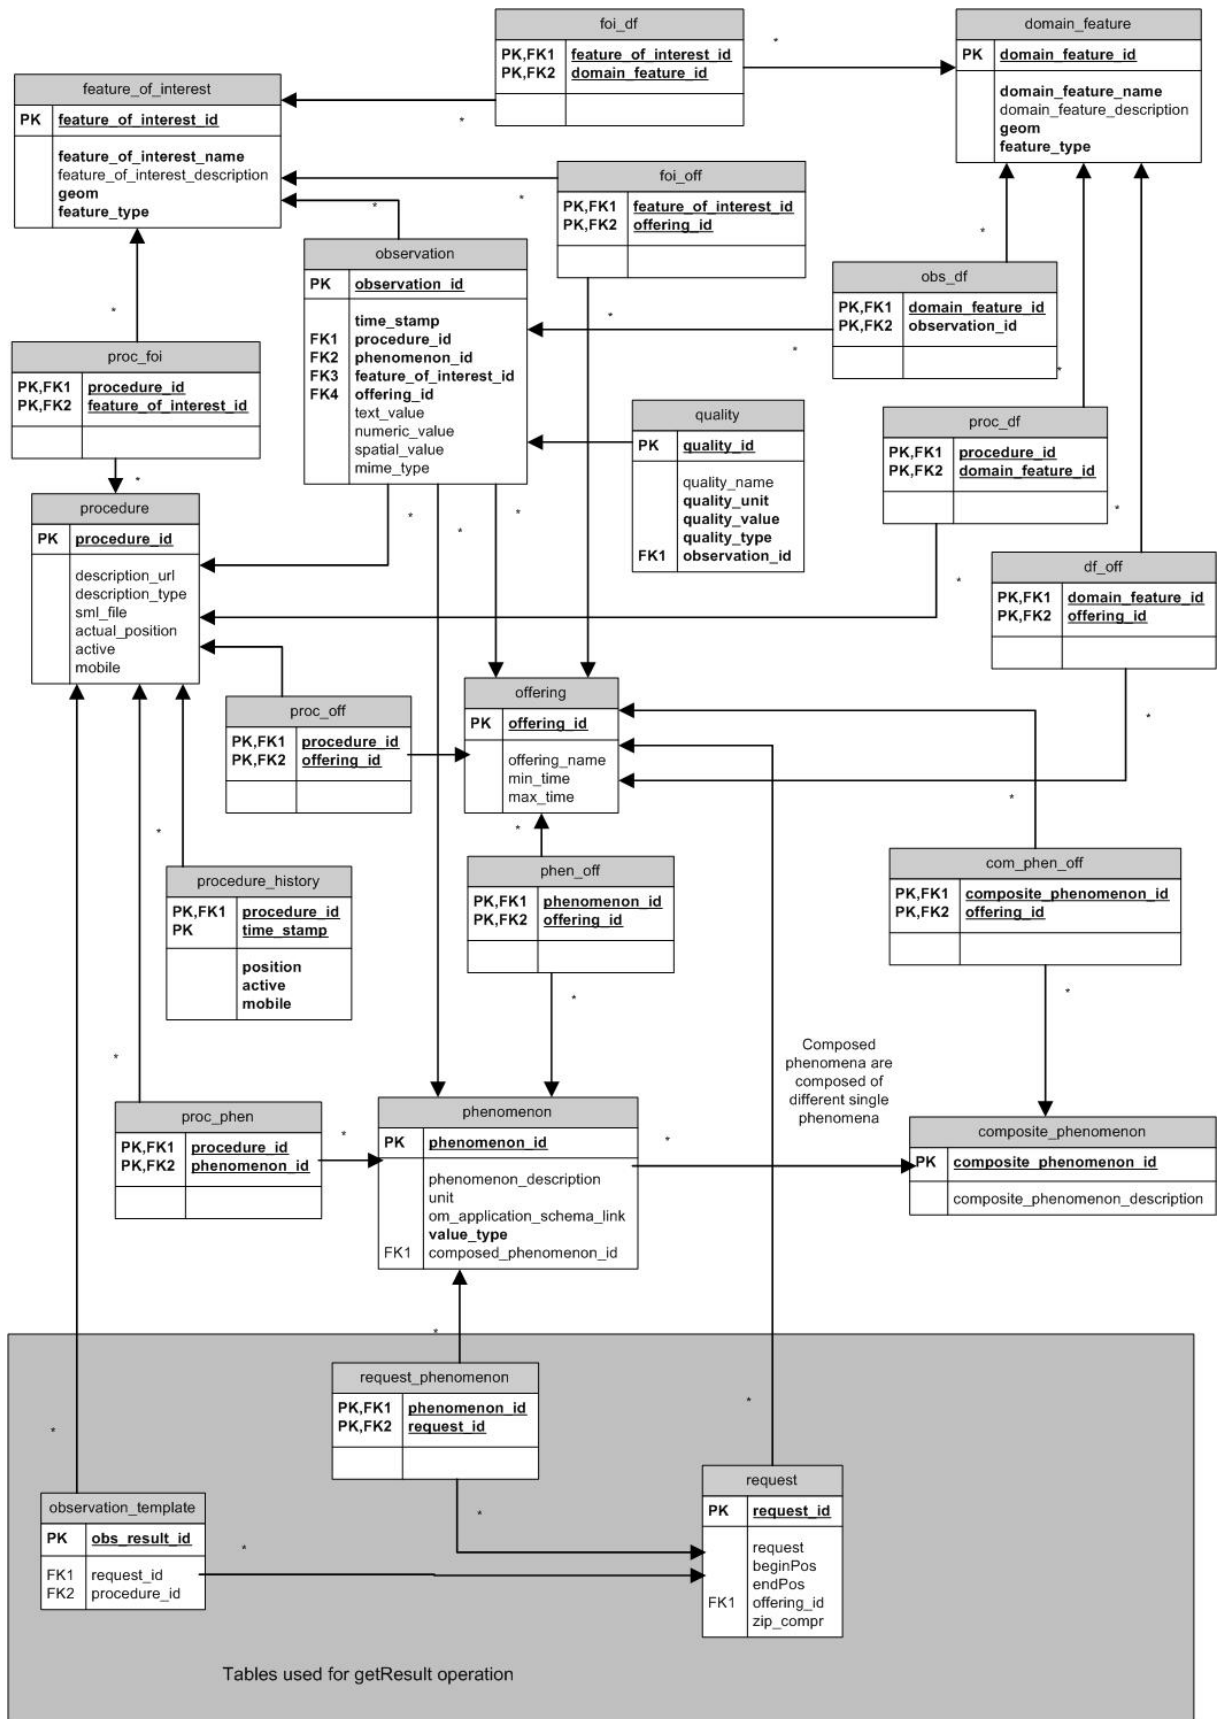 foi_df
PK,FK1 feature_of_interest_id
PK,FK2 domain_feature_id
domain_feature
PK domain_feature_id
domain_feature_name
domain_feature_description
geom
feature_type
feature_of_interest
PK feature_of_interest_id
feature_of_interest_name
feature_of_interest_description
geom
feature_type
foi_off
PK,FK1 feature_of_interest_id
PK,FK2 offering_id
observation
PK observation_id
time_stamp
FK1 procedure_id
FK2 phenomenon_id
FK3 feature_of_interest_id
FK4 offering_id
text_value
numeric_value
spatial_value
mime_type
obs_df
PK,FK1 domain_feature_id
PK,FK2 observation_id
proc_foi
PK,FK1 procedure_id
PK,FK2 feature_of_interest_id
quality
PK quality_id
quality_name
quality_unit
quality_value
quality_type
FK1 observation_id
proc_df
PK,FK1 procedure_id
PK,FK2 domain_feature_id
procedure
PK procedure_id
description_url
description_type
sml_file
actual_position
active
mobile
df_off
PK,FK1 domain_feature_id
PK,FK2 offering_id
proc_off
PK,FK1 procedure_id
PK,FK2 offering_id
offering
PK offering_id
offering_name
min_time
max_time
procedure_history
PK,FK1 procedure_id
PK time_stamp
position
active
mobile
phen_off
PK,FK1 phenomenon_id
PK,FK2 offering_id
com_phen_off
PK,FK1 composite_phenomenon_id
PK,FK2 offering_id
Composed
phenomena are
composed of
different single
phenomena
proc_phen
PK,FK1 procedure_id
PK,FK2 phenomenon_id
phenomenon
PK phenomenon_id
phenomenon_description
unit
om_application_schema_link
value_type
FK1 composed_phenomenon_id
composite_phenomenon
PK composite_phenomenon_id
composite_phenomenon_description
request_phenomenon
PK,FK1 phenomenon_id
PK,FK2 request_id
observation_template
PK obs_result_id
FK1 request_id
FK2 procedure_id
request
PK request_id
request
beginPos
endPos
FK1 offering_id
zip_compr
Tables used for getResult operation